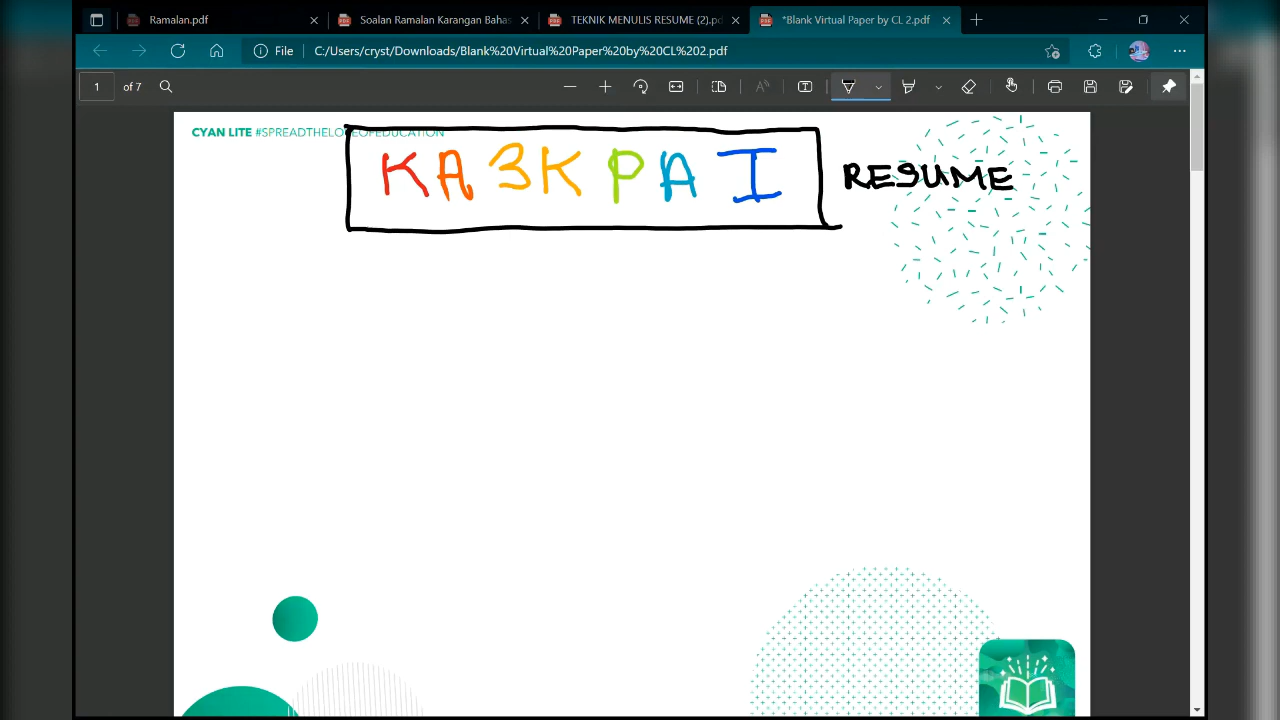 Ramalan.pdf
Soalan Ramalan Karangan Bahas
TEKNIK MENULIS RESUME (2).pd
*Blank Virtual Paper by CL 2.pdf
File
C:/Users/cryst/Downloads/Blank%20Virtual%20Paper%20by%20CL%202.pdf
1 of 7
CYAN LITE #SPREADTHELOVEOFEDUCATION
KA3KPAI
RESUME